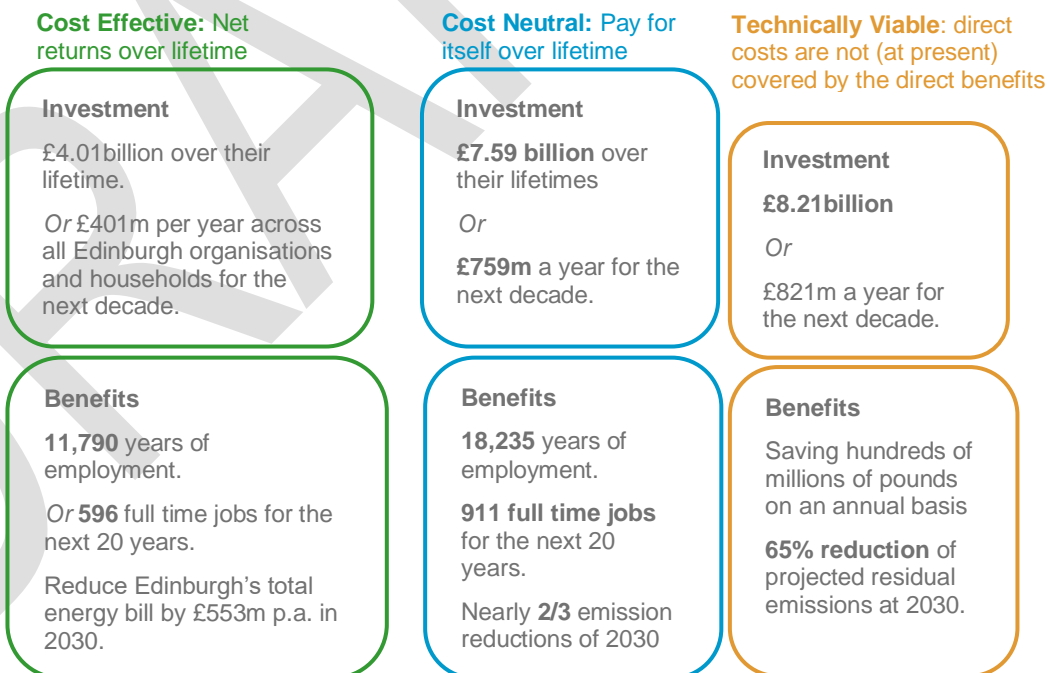 Cost Effective: Net
returns over lifetime
Investment
£4.01billion over their
lifetime.
Or £401m per year across
all Edinburgh organisations
and households for the
next decade.
Benefits
11,790 years of
employment.
Or 596 full time jobs for the
next 20 years.
Reduce Edinburgh's total
energy bill by £553m p.a. in
2030.
Cost Neutral: Pay for
itself over lifetime
Investment
£7.59 billion over
their lifetimes
Or
£759m a year for the
next decade.
Benefits
18,235 years of
employment.
911 full time jobs
for the next 20
years.
Nearly 2/3 emission
reductions of 2030
Technically Viable: direct
costs are not (at present)
covered by the direct benefits
Investment
£8.21billion
Or
£821m a year for
the next decade.
Benefits
Saving hundreds of
millions of pounds
on an annual basis
65% reduction of
projected residual
emissions at 2030.